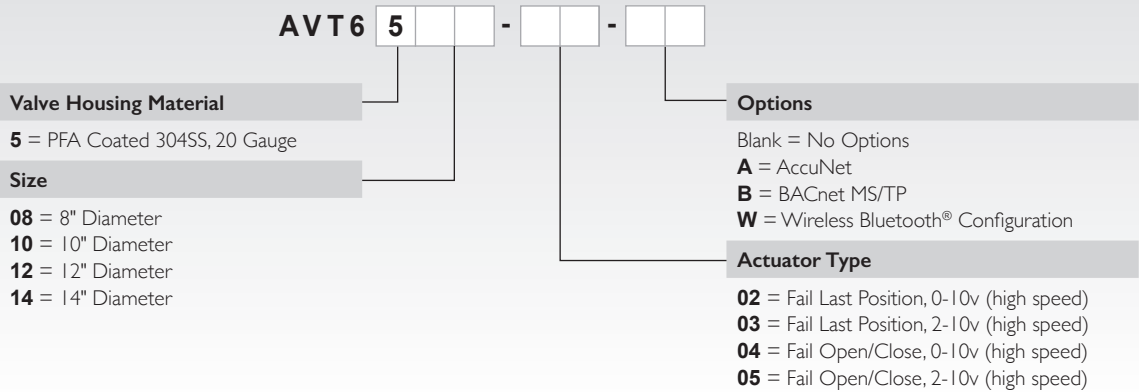 AVT6 5 - -
Valve Housing Material
5 = PFA Coated 304SS, 20 Gauge
Size
08 = 8" Diameter
10 = 10" Diameter
12 = 12" Diameter
14 = 14" Diameter
Options
Blank = No Options
A = AccuNet
B = BACnet MS/TP
W = Wireless Bluetooth® Configuration
Actuator Type
02 = Fail Last Position, 0-10v (high speed)
03 = Fail Last Position, 2-10v (high speed)
04 = Fail Open/Close, 0-10v (high speed)
05 = Fail Open/Close, 2-10v (high speed)